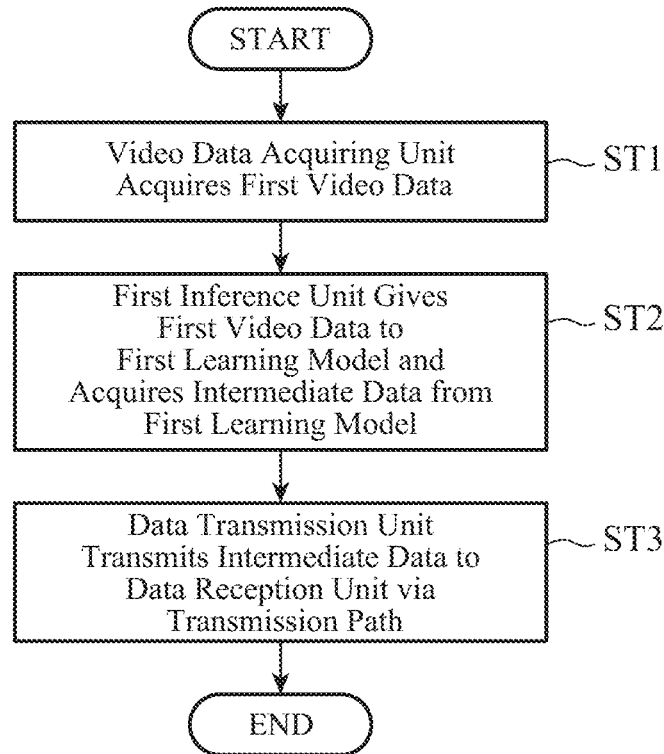 START
Video Data Acquiring Unit
Acquires First Video Data
ST1
First Inference Unit Gives
First Video Data to
First Learning Model and
Acquires Intermediate Data from
First Learning Model
ST2
Data Transmission Unit
Transmits Intermediate Data to
Data Reception Unit via
Transmission Path
ST3
END